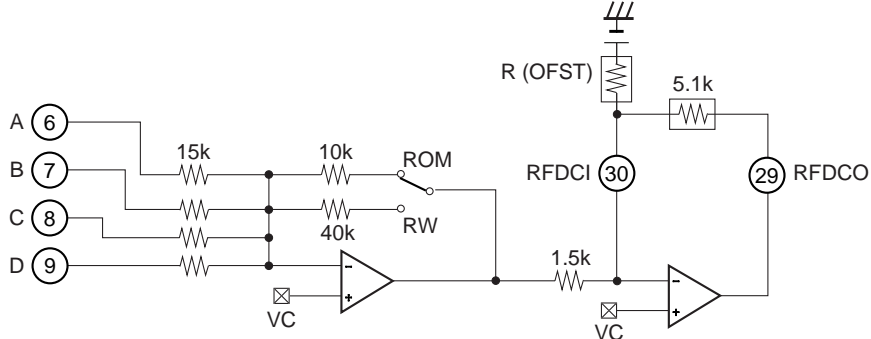 R (OFST)
5.1k
A 6
15k
10k
ROM
B 7
RFDCI 30
29 RFDCO
C 8
RW
40k
D 9
1.5k
-
+
VC
-
+
VC